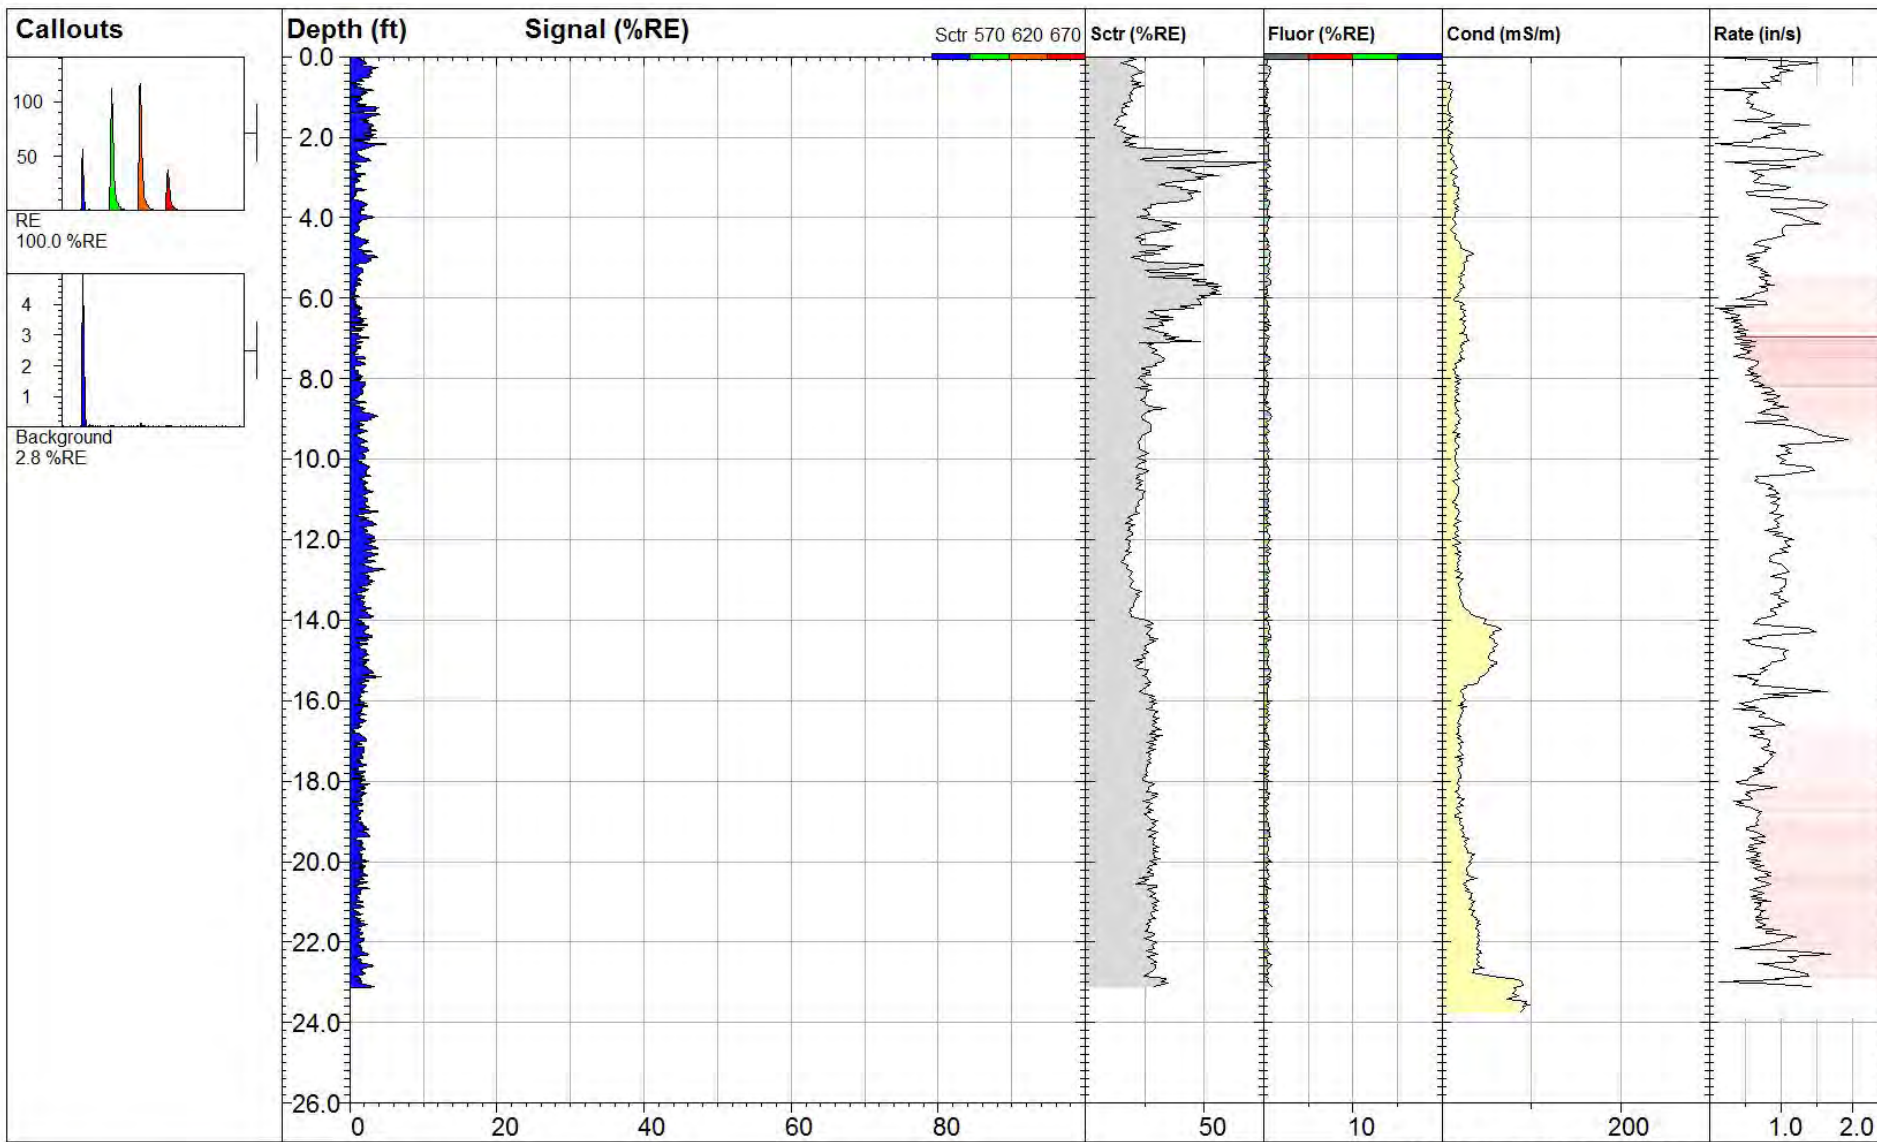 Callouts
Depth (ft)
Signal (%RE)
Sctr 570 620 670
Sctr (%RE)
Fluor (%RE)
Cond (mS/m)
Rate (in/s)
100
50
RE
100.0 %RE
4
3
2
1
Background
2.8 %RE
0.0
2.0
4.0
6.0
8.0
10.0
12.0
14.0
16.0
18.0
20.0
22.0
24.0
26.0
0 20 40 60 80
50
10
200
1.0 2.0